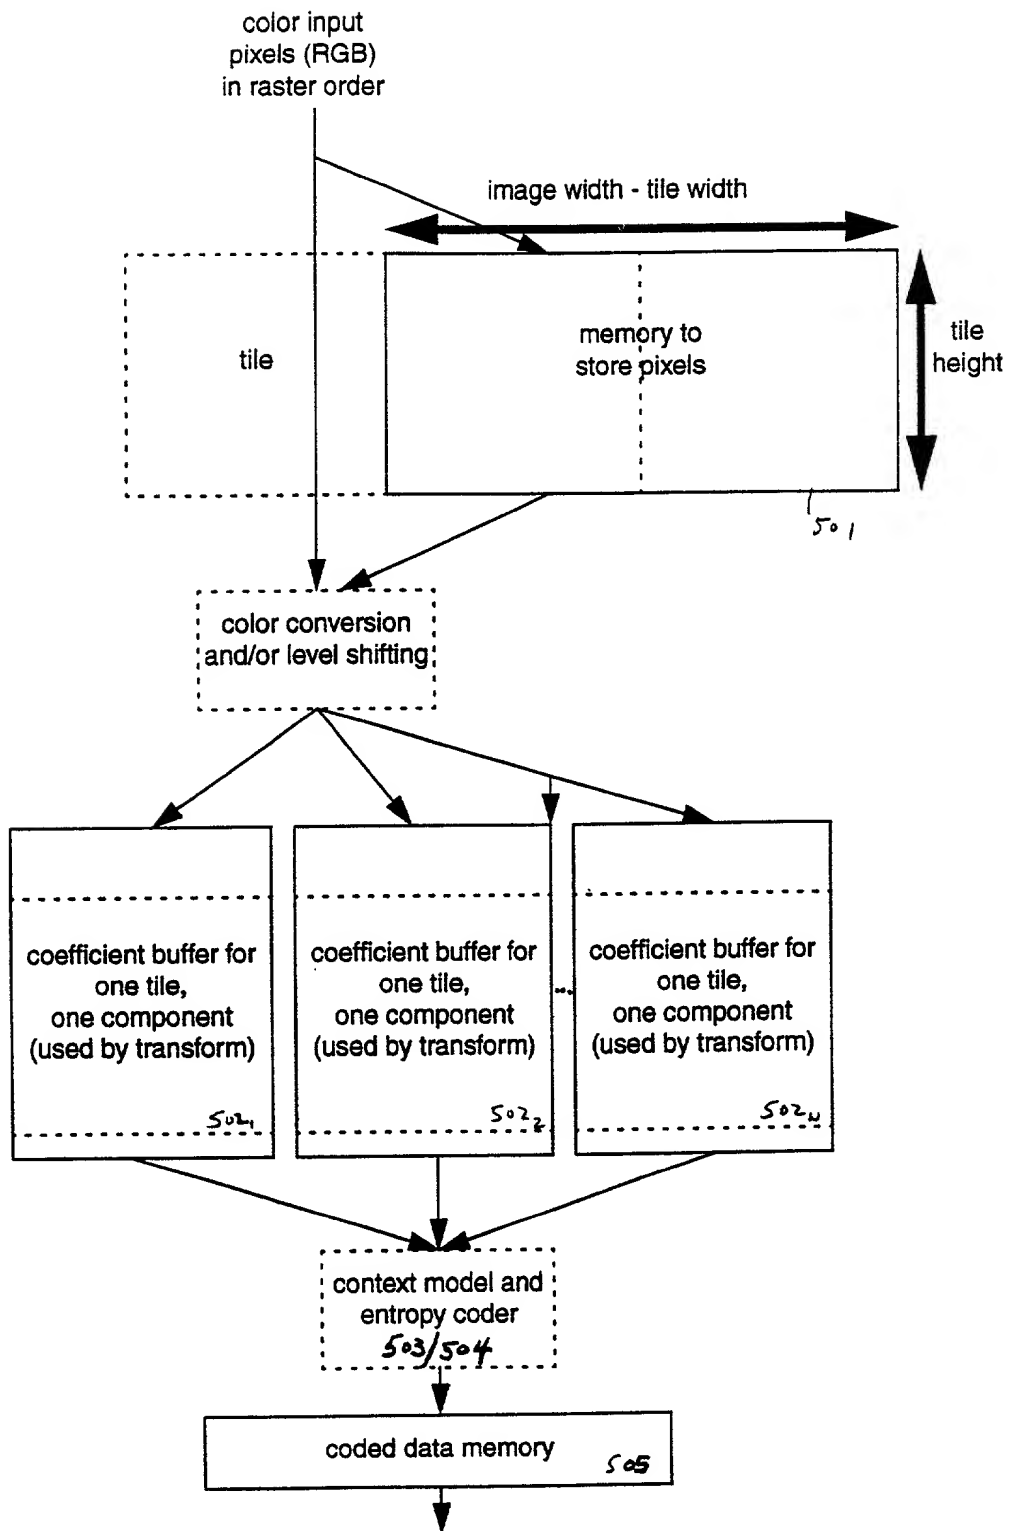 color input
pixels (RGB)
in raster order
image width - tile width
tile
memory to
store pixels
tile
height
501
color conversion
and/or level shifting
coefficient buffer for
one tile,
one component
(used by transform)
502₁
coefficient buffer for
one tile,
one component
(used by transform)
502₂
...
coefficient buffer for
one tile,
one component
(used by transform)
502N
context model and
entropy coder
503/504
coded data memory
505